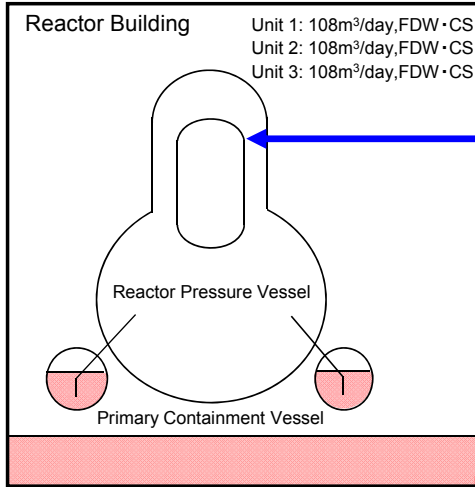 Reactor Building
Unit 1: 108m³/day,FDW・CS
Unit 2: 108m³/day,FDW・CS
Unit 3: 108m³/day,FDW・CS
Reactor Pressure Vessel
Primary Containment Vessel